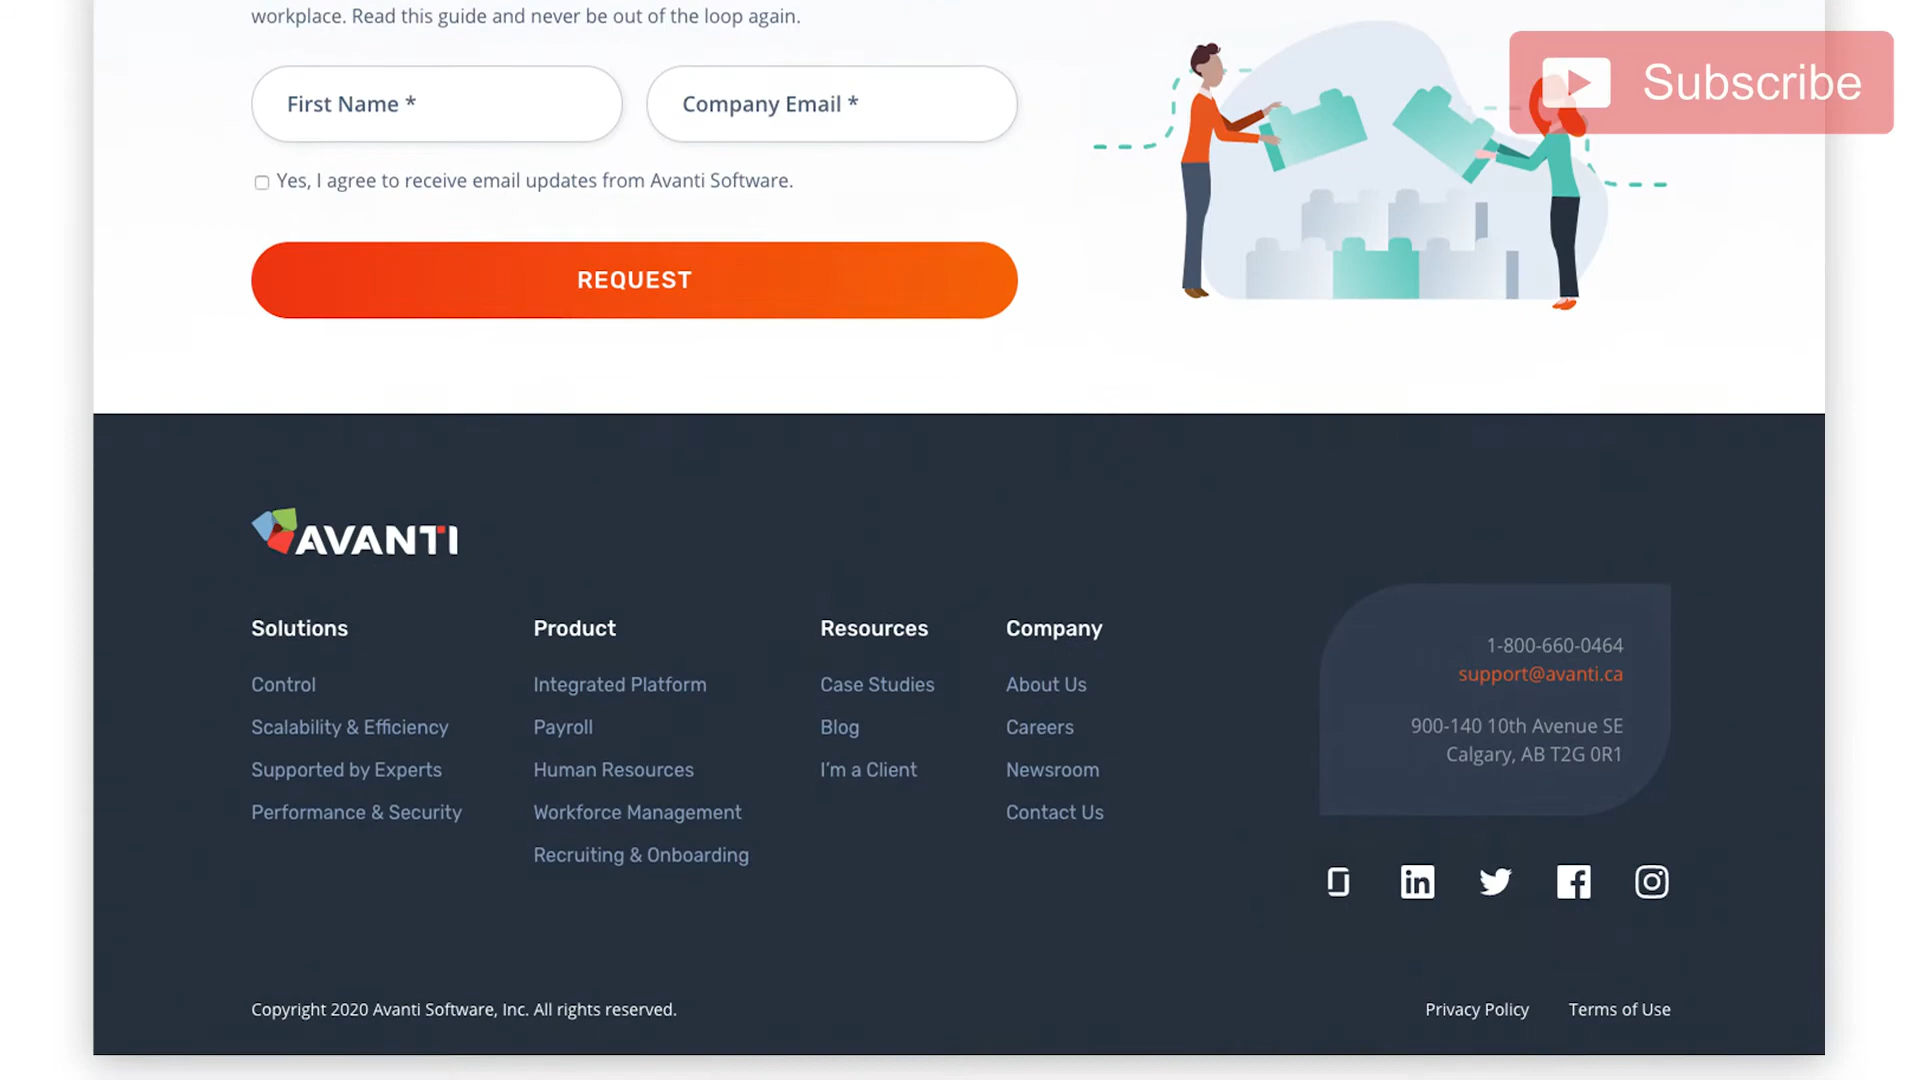 workplace. Read this guide and never be out of the loop again.
Subscribe
First Name *
Company Email *
Yes, I agree to receive email updates from Avanti Software.
REQUEST
AVANTI
Solutions
Control
Scalability & Efficiency
Supported by Experts
Performance & Security
Product
Integrated Platform
Payroll
Human Resources
Workforce Management
Recruiting & Onboarding
Resources
Case Studies
Blog
I'm a Client
Company
About Us
Careers
Newsroom
Contact Us
1-800-660-0464
support@avanti.ca
900-140 10th Avenue SE
Calgary, AB T2G 0R1
in
Copyright 2020 Avanti Software, Inc. All rights reserved.
Privacy Policy
Terms of Use